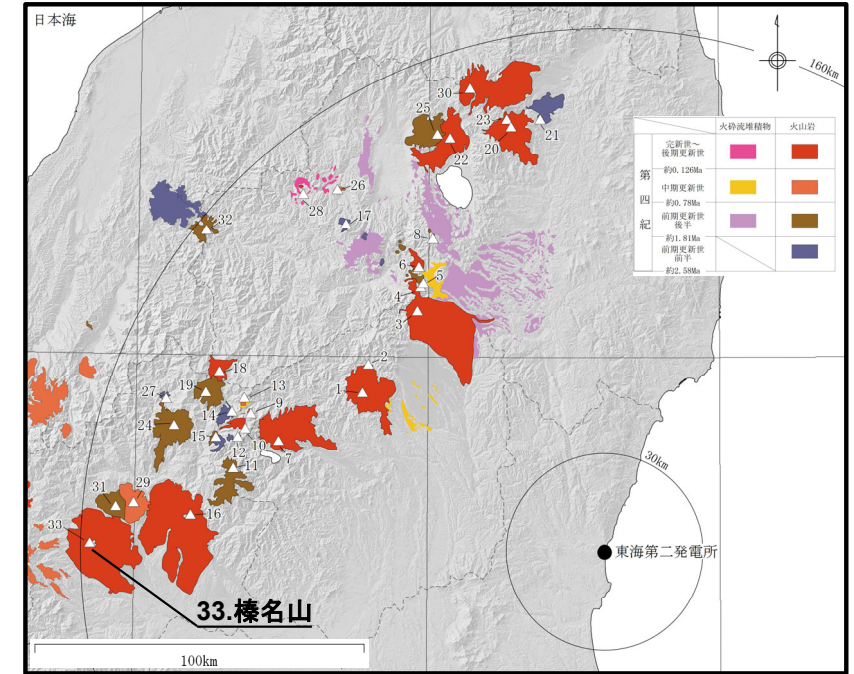 日本海
160km
火砕流堆積物 火山岩
第四紀
完新世~
後期更新世
約0.126Ma
中期更新世
約0.78Ma
前期更新世
後半
約1.81Ma
前期更新世
前半
約2.58Ma
30
25
23
20
21
22
26
28
17
32
8
6
5
4
3
2
1
18
19
13
9
27
14
24
15
10
7
12
11
31
29
16
33
30km
東海第二発電所
33.榛名山
100km